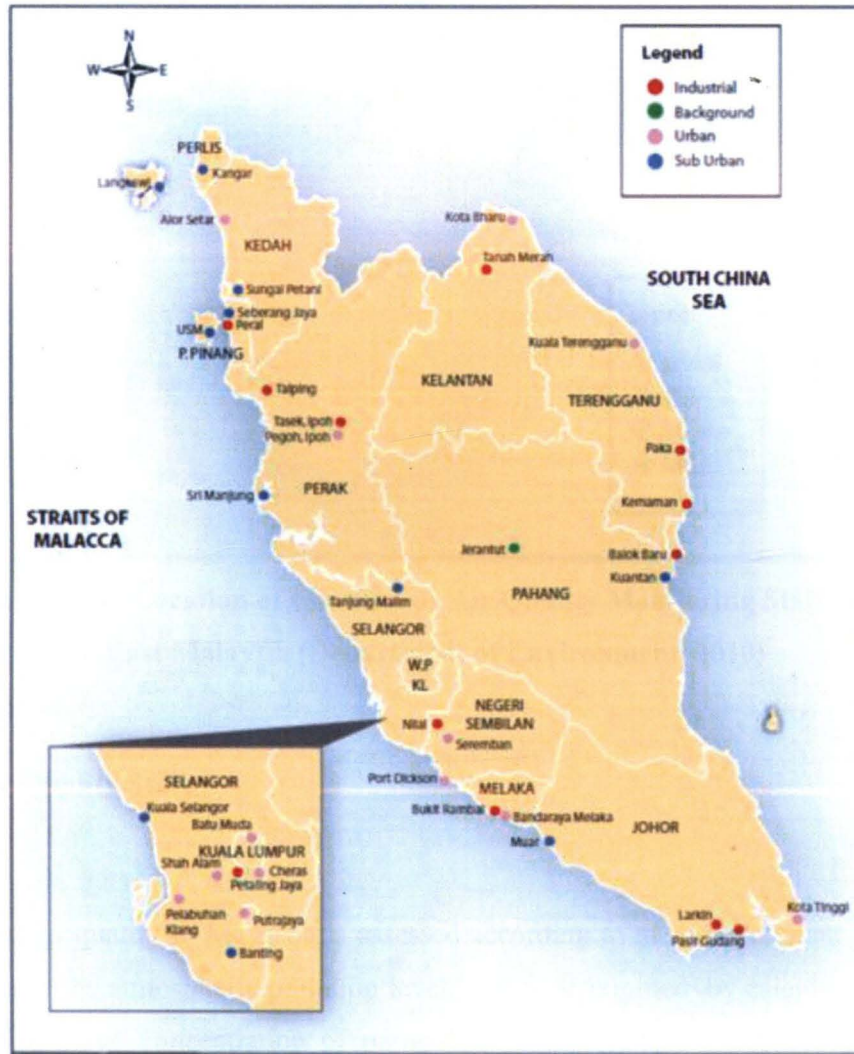 N
W
E
S
Legend
Industrial
Background
Urban
Sub Urban
PERLIS
Langkawi
Kangar
Alor Setar
KEDAH
Kota Bharu
Tanah Merah
SOUTH CHINA
SEA
Sungai Petani
Seberang Jaya
Perai
USM
P. PINANG
Kuala Terengganu
KELANTAN
TERENGGANU
Taiping
Tasek, Ipoh
Pegoh, Ipoh
Paka
PERAK
Sri Manjung
Kemaman
STRAITS OF
MALACCA
Jerantut
Balok Baru
Kuantan
Tanjung Malim
PAHANG
SELANGOR
W.P
KL
NEGERI
SEMBILAN
Nilai
Seremban
Port Dickson
MELAKA
Bukit Rambai
Bandaraya Melaka
Muar
JOHOR
Larkin
Pasir Gudang
Kota Tinggi
SELANGOR
Kuala Selangor
Batu Muda
KUALA LUMPUR
Shah Alam
Cheras
Petaling Jaya
Pelabuhan
Klang
Putrajaya
Banting